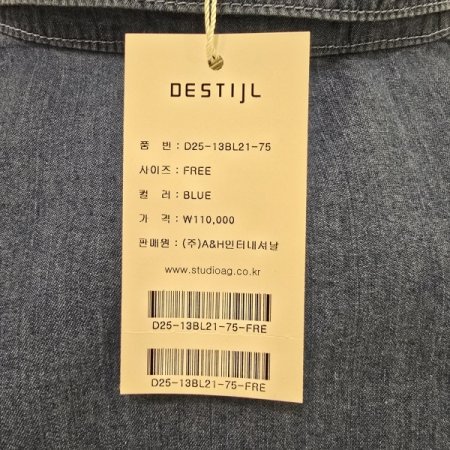 DESTIJL
품 번 : D25-13BL21-75
사이즈 : FREE
컬 러 : BLUE
가 격 : ₩110,000
판매원 : (주)A&H인터내셔날
www.studioag.co.kr
D25-13BL21-75-FRE
D25-13BL21-75-FRE